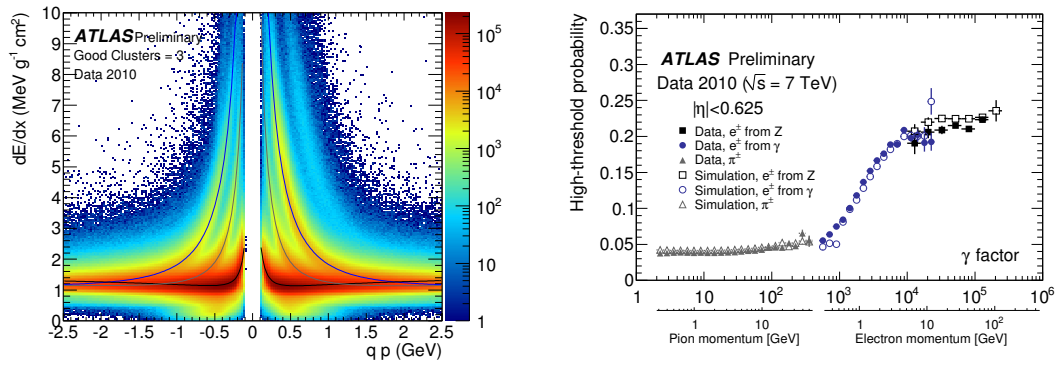 ATLAS Preliminary
Good Clusters = 3
Data 2010
dE/dx (MeV g⁻¹ cm²)
10
9
8
7
6
5
4
3
2
1
0
-2.5 -2 -1.5 -1 -0.5 0 0.5 1 1.5 2 2.5
q p (GeV)
10⁵
10⁴
10³
10²
10
1
High-threshold probability
0.35
0.3
0.25
0.2
0.15
0.1
0.05
0
ATLAS Preliminary
Data 2010 (√s = 7 TeV)
|η|<0.625
Data, e± from Z
Data, e± from γ
Data, π±
Simulation, e± from Z
Simulation, e± from γ
Simulation, π±
γ factor
1 10 10² 10³ 10⁴ 10⁵ 10⁶
1 10 1 10 10²
Pion momentum [GeV] Electron momentum [GeV]